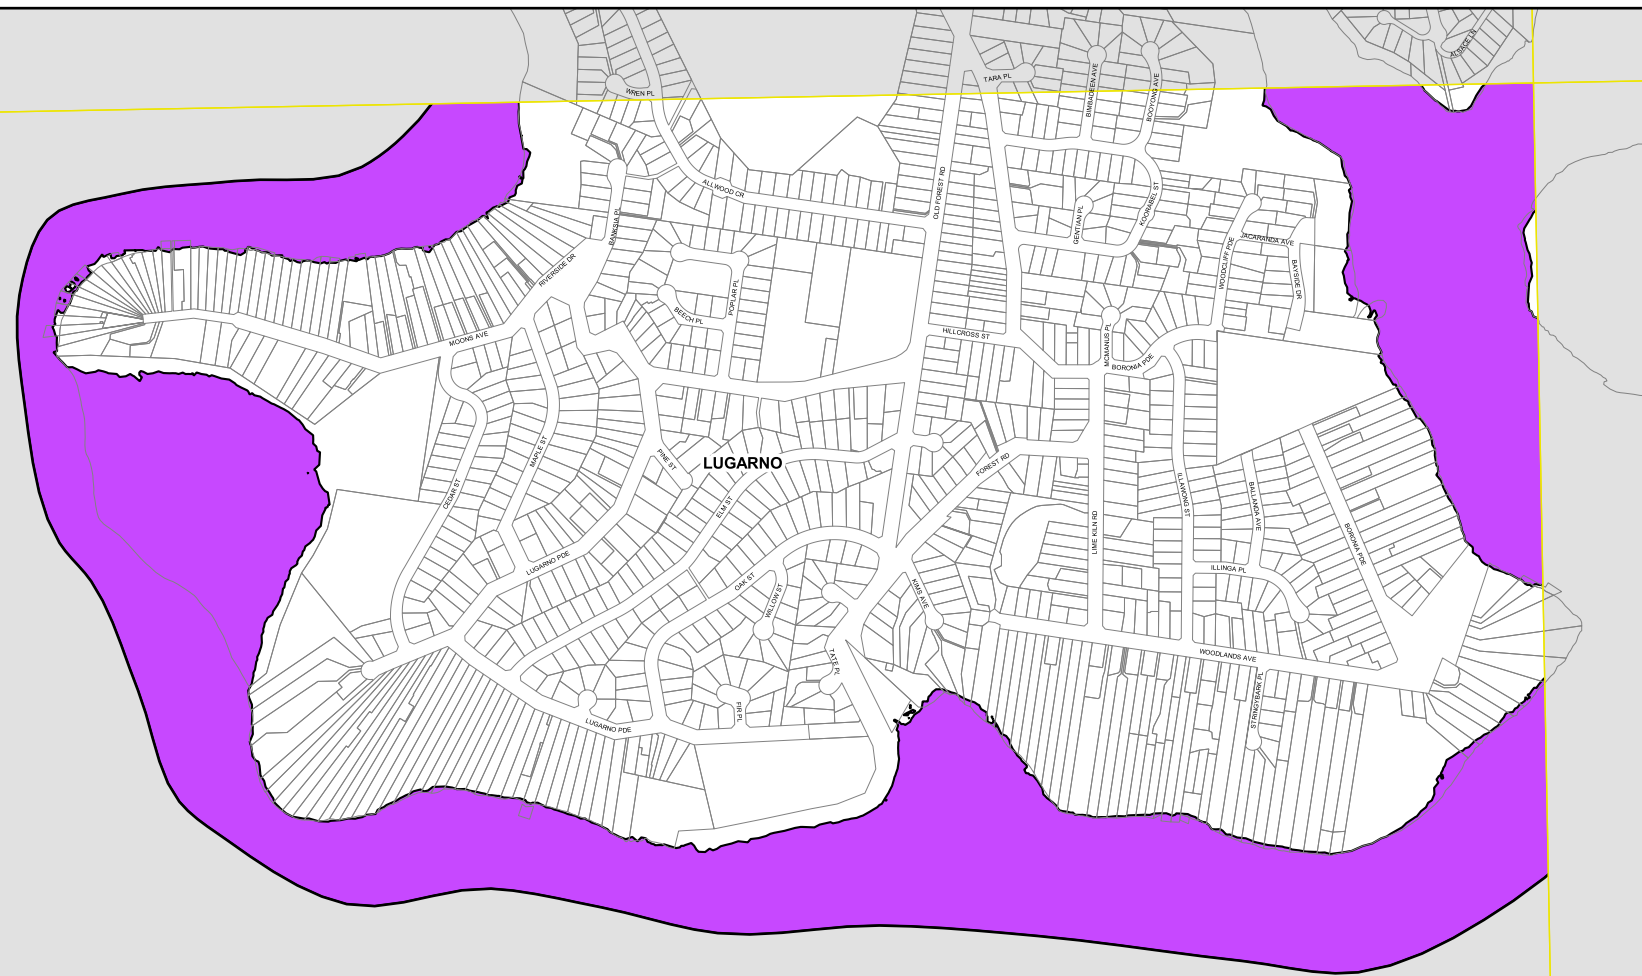 ALSACE LN
TARA PL
WREN PL
BIMBADEEN AVE
BOOYONG AVE
ALLWOOD CR
OLD FOREST RD
KOORABEL ST
GENTIAN PL
BANKSIA PL
JACARANDA AVE
WOODCLIFF PDE
BAYSIDE DR
RIVERSIDE DR
POPLAR PL
BEECH PL
MOONS AVE
HILLCROSS ST
MCMANUS PL
BORONIA PDE
MAPLE ST
PINE ST
LUGARNO
FOREST RD
CEDAR ST
ELM ST
ILLAWONG ST
BALLANDA AVE
LIME KILN RD
BORONIA PDE
LUGARNO PDE
OAK ST
WILLOW ST
KIMS AVE
ILLINGA PL
TATE PL
WOODLANDS AVE
STRINGYBARK PL
FIR PL
LUGARNO PDE